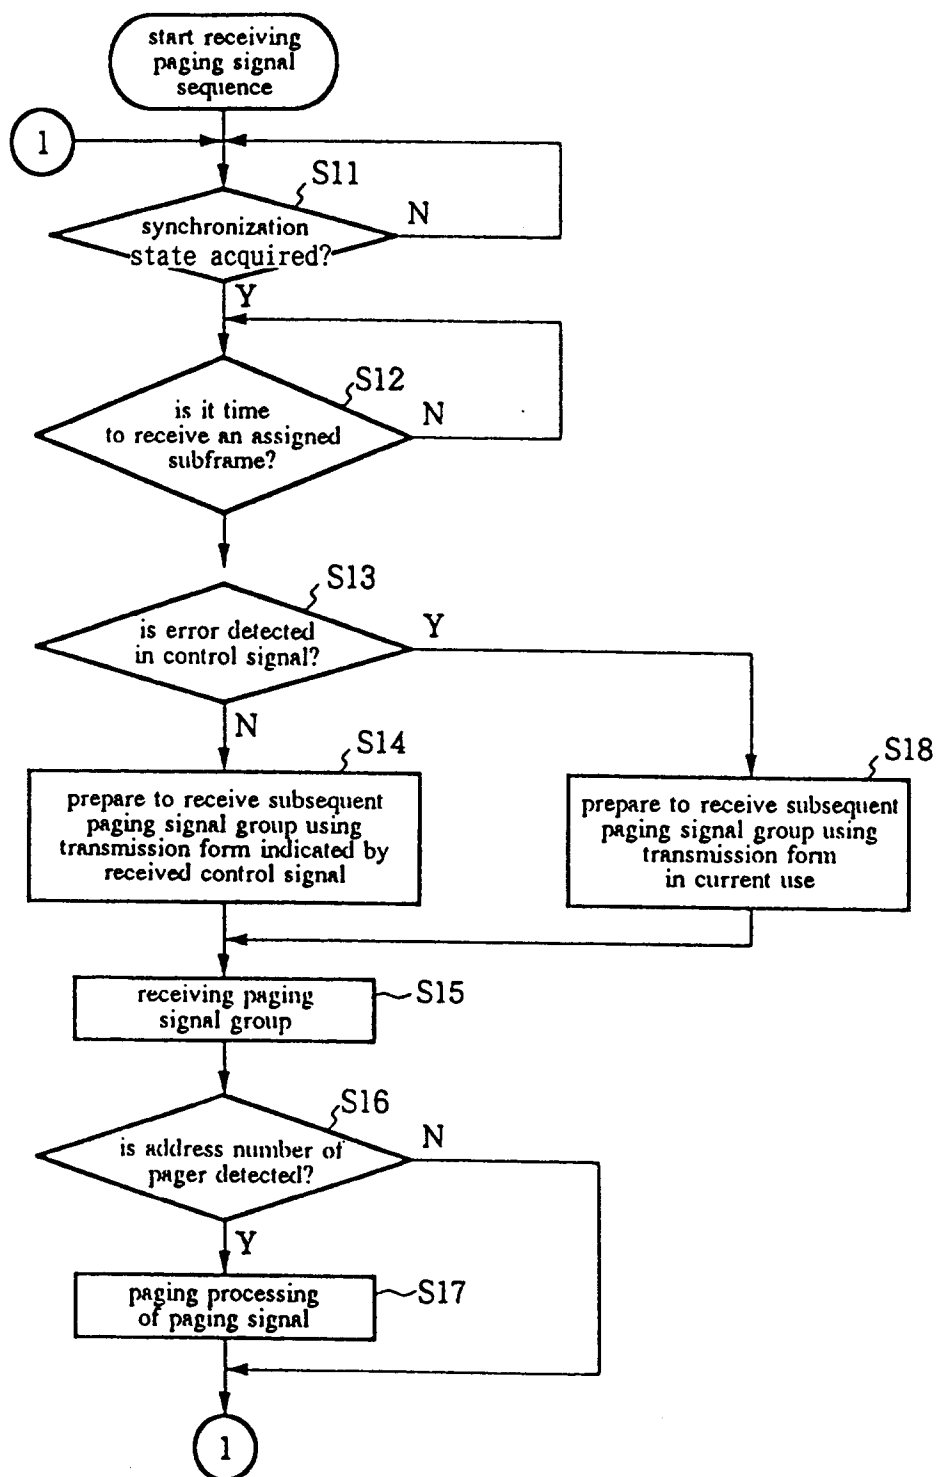 start receiving
paging signal
sequence
1
S11
synchronization
state acquired?
N
Y
S12
is it time
to receive an assigned
subframe?
N
S13
is error detected
in control signal?
Y
N
S14
prepare to receive subsequent
paging signal group using
transmission form indicated by
received control signal
S18
prepare to receive subsequent
paging signal group using
transmission form
in current use
receiving paging
signal group
S15
S16
is address number of
pager detected?
N
Y
paging processing
of paging signal
S17
1